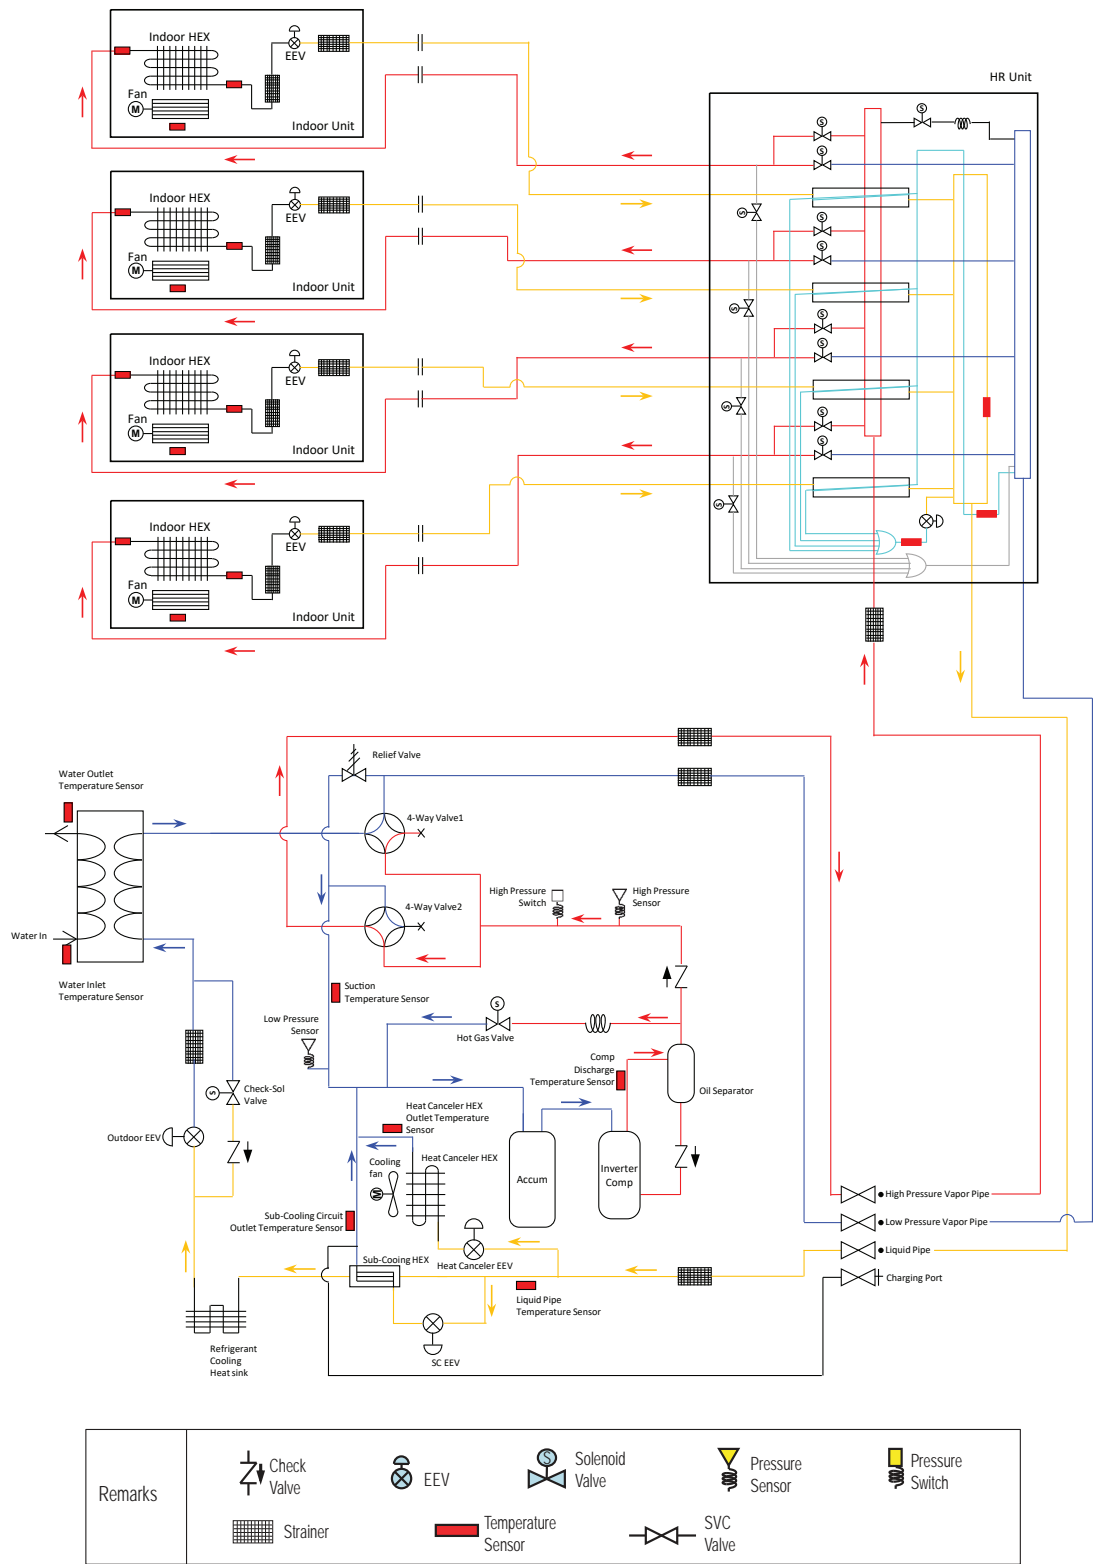 Indoor HEX
EEV
Fan
M
Indoor Unit
HR Unit
S
S
S
Indoor HEX
EEV
Fan
M
Indoor Unit
S
S
S
Indoor HEX
EEV
Fan
M
Indoor Unit
S
S
S
Indoor HEX
EEV
Fan
M
Indoor Unit
S
S
S
S
Relief Valve
Water Outlet
Temperature Sensor
4-Way Valve1
High Pressure
Switch
High Pressure
Sensor
4-Way Valve2
Water In
Water Inlet
Temperature Sensor
Suction
Temperature Sensor
Low Pressure
Sensor
S
Hot Gas Valve
Comp
Discharge
Temperature Sensor
Oil Separator
S
Check-Sol
Valve
Heat Canceler HEX
Outlet Temperature
Sensor
Outdoor EEV
Cooling
fan
M
Heat Canceler HEX
Accum
Inverter
Comp
Sub-Cooling Circuit
Outlet Temperature Sensor
High Pressure Vapor Pipe
Low Pressure Vapor Pipe
Liquid Pipe
Charging Port
Sub-Cooing HEX
Heat Canceler EEV
Liquid Pipe
Temperature Sensor
SC EEV
Refrigerant
Cooling
Heat sink
Remarks
Check
Valve
EEV
S
Solenoid
Valve
Pressure
Sensor
Pressure
Switch
Strainer
Temperature
Sensor
SVC
Valve